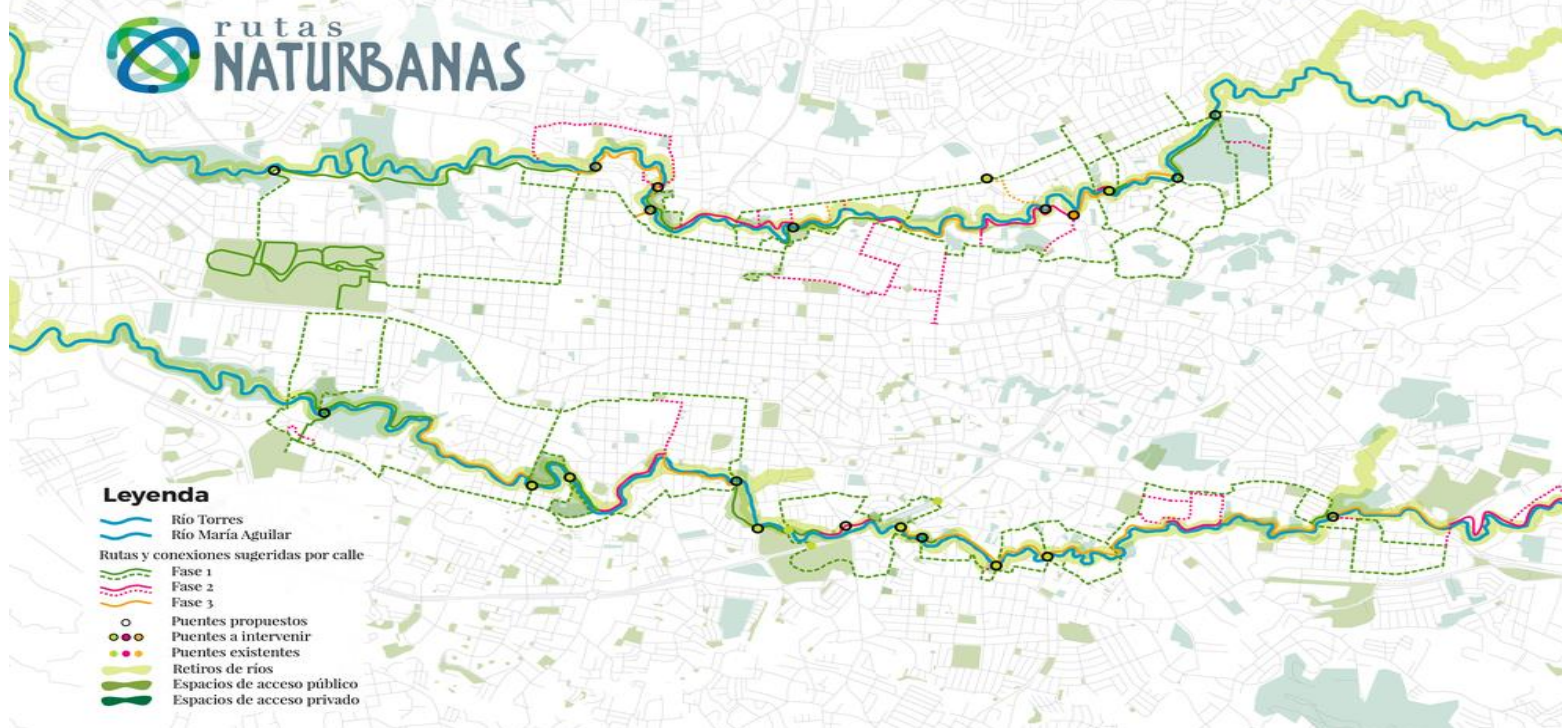 rutas
NATURBANAS
Leyenda
Río Torres
Río María Aguilar
Rutas y conexiones sugeridas por calle
Fase 1
Fase 2
Fase 3
Puentes propuestos
Puentes a intervenir
Puentes existentes
Retiros de ríos
Espacios de acceso público
Espacios de acceso privado